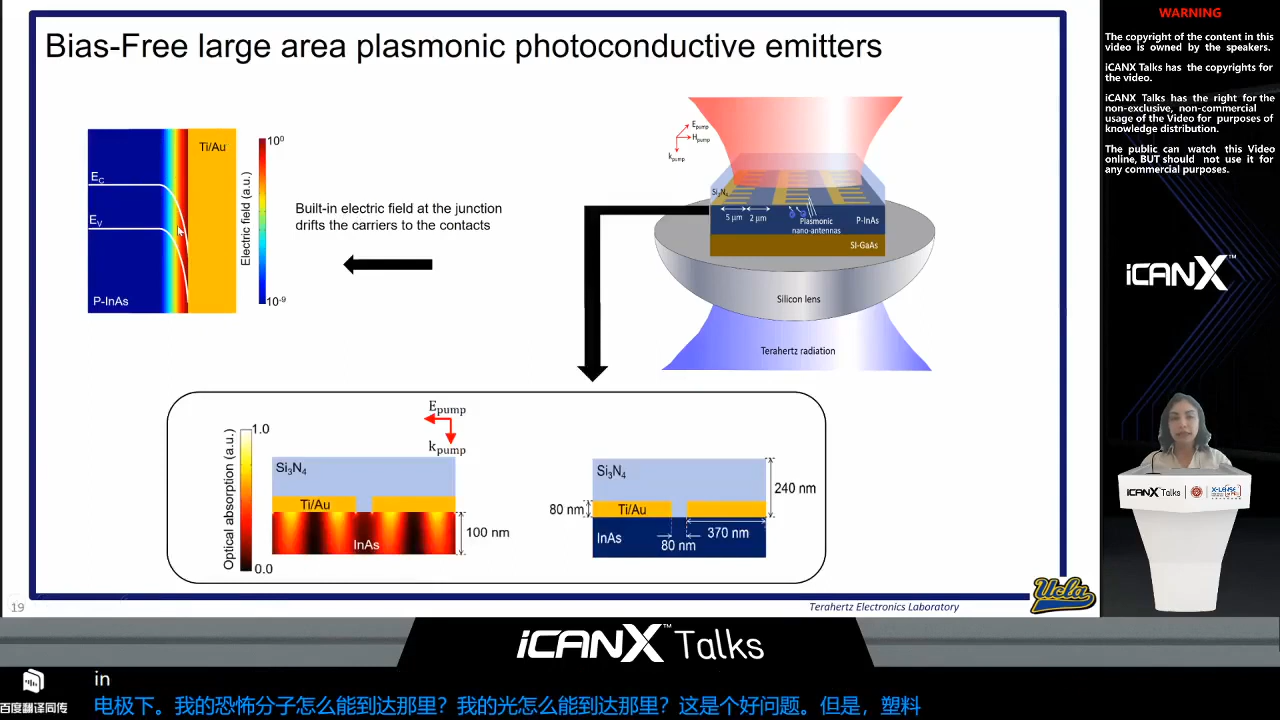 Bias-Free large area plasmonic photoconductive emitters
Ti/Au
E_C
E_V
P-InAs
Electric field (a.u.)
10^0
10^-9
Built-in electric field at the junction
drifts the carriers to the contacts
E_pump
H_pump
k_pump
Si3N4
5 µm
2 µm
Plasmonic
nano-antennas
P-InAs
SI-GaAs
Silicon lens
Terahertz radiation
Optical absorption (a.u.)
1.0
0.0
E_pump
k_pump
Si3N4
Ti/Au
InAs
100 nm
Si3N4
80 nm
Ti/Au
InAs
240 nm
370 nm
80 nm
19
Terahertz Electronics Laboratory
Ucla
WARNING
The copyright of the content in this
video is owned by the speakers.
iCANX Talks has the copyrights for
the video.
iCANX Talks has the right for the
non-exclusive, non-commercial
usage of the Video for purposes of
knowledge distribution.
The public can watch this Video
online, BUT should not use it for
any commercial purposes.
iCANX™
iCANX Talks
X-LENSE
iCANX™ Talks
百度翻译同传
in
电极下。我的恐怖分子怎么能到达那里？我的光怎么能到达那里？这是个好问题。但是，塑料